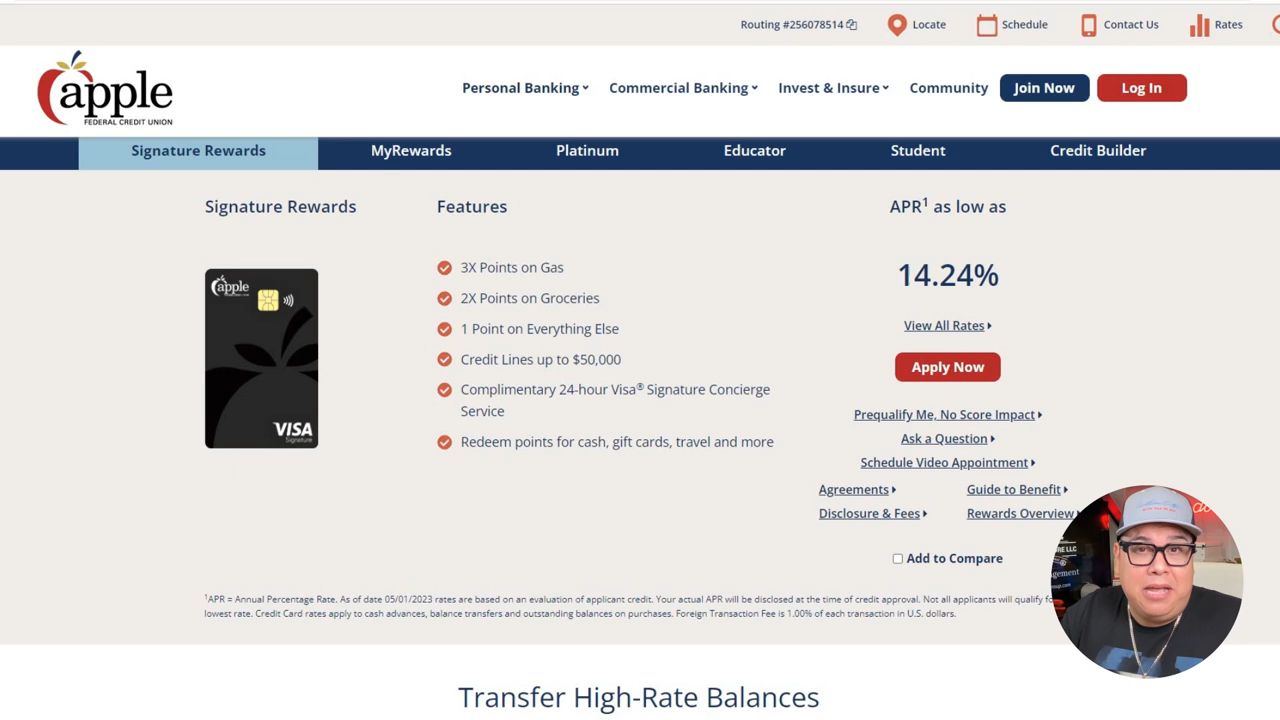 Routing #256078514
Locate
Schedule
Contact Us
Rates
apple
FEDERAL CREDIT UNION
Personal Banking
Commercial Banking
Invest & Insure
Community
Join Now
Log In
Signature Rewards
MyRewards
Platinum
Educator
Student
Credit Builder
Signature Rewards
Features
APR¹ as low as
apple
VISA
Signature
3X Points on Gas
2X Points on Groceries
1 Point on Everything Else
Credit Lines up to $50,000
Complimentary 24-hour Visa® Signature Concierge
Service
Redeem points for cash, gift cards, travel and more
14.24%
View All Rates
Apply Now
Prequalify Me, No Score Impact
Ask a Question
Schedule Video Appointment
Agreements
Guide to Benefit
Disclosure & Fees
Rewards Overview
Add to Compare
¹APR = Annual Percentage Rate. As of date 05/01/2023 rates are based on an evaluation of applicant credit. Your actual APR will be disclosed at the time of credit approval. Not all applicants will qualify
lowest rate. Credit Card rates apply to cash advances, balance transfers and outstanding balances on purchases. Foreign Transaction Fee is 1.00% of each transaction in U.S. dollars.
Transfer High-Rate Balances